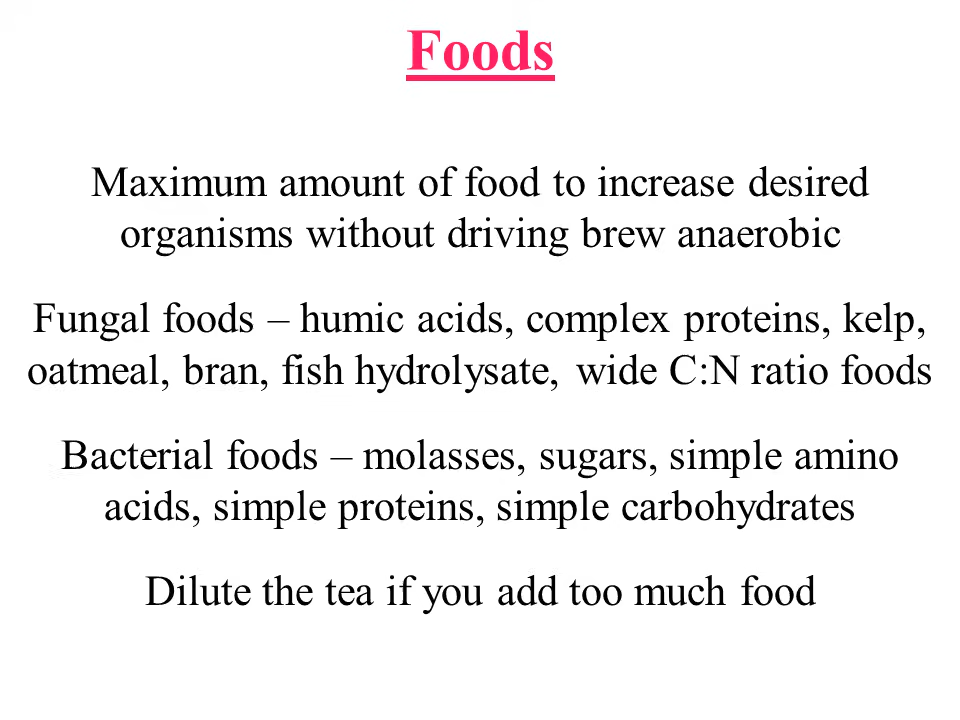 Foods
Maximum amount of food to increase desired
organisms without driving brew anaerobic
Fungal foods – humic acids, complex proteins, kelp,
oatmeal, bran, fish hydrolysate, wide C:N ratio foods
Bacterial foods – molasses, sugars, simple amino
acids, simple proteins, simple carbohydrates
Dilute the tea if you add too much food